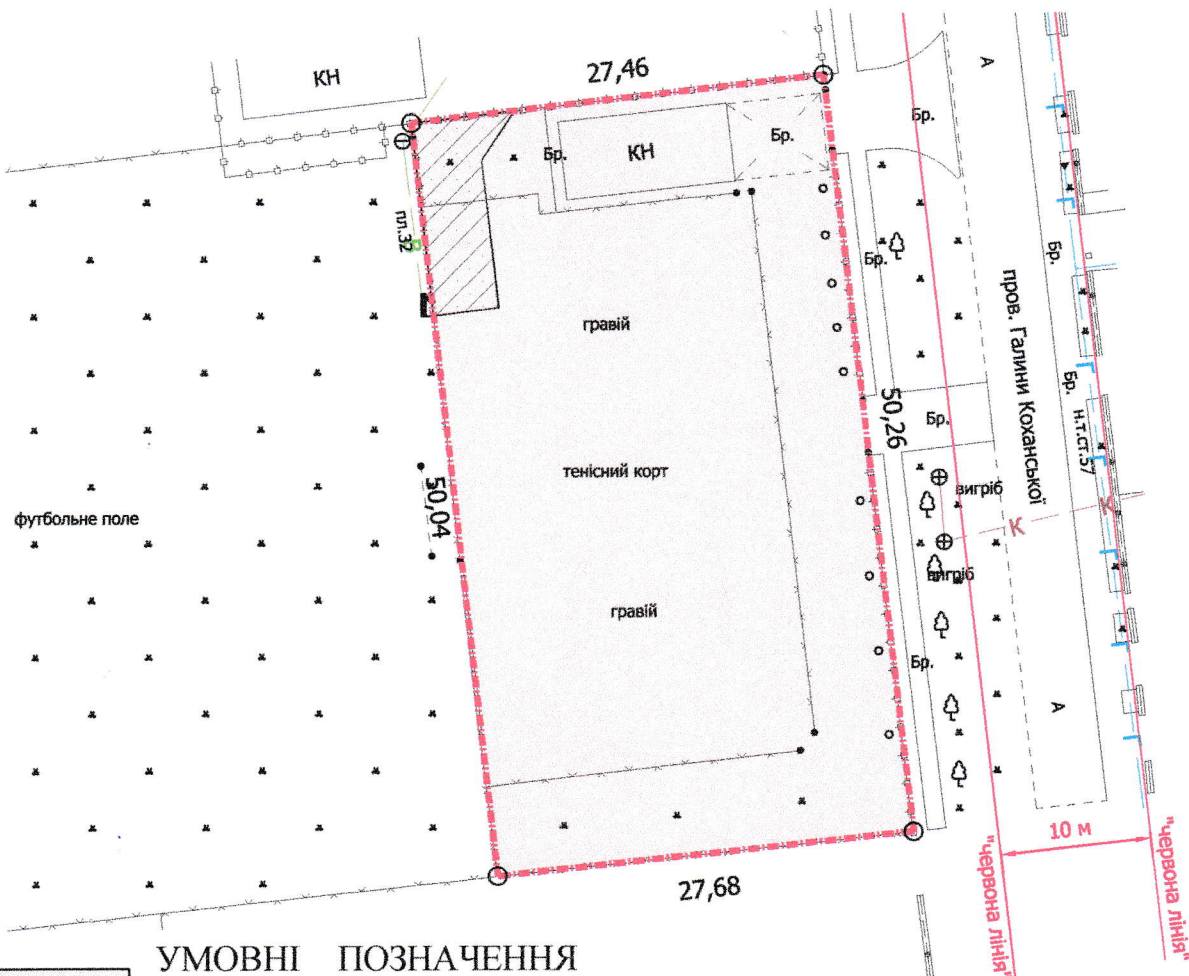 КН
27,46
А
Бр.
Бр.
КН
Бр.
пл.32
В
Бр.
Бр.
гравій
пров. Галини Коханської
Бр.
50,26
Бр.
н.т.ст.57
тенісний корт
50,04
вигріб
К
К
футбольне поле
вигріб
гравій
Бр.
А
10 м
"червона лінія"
"червона лінія"
27,68
УМОВНІ ПОЗНАЧЕННЯ